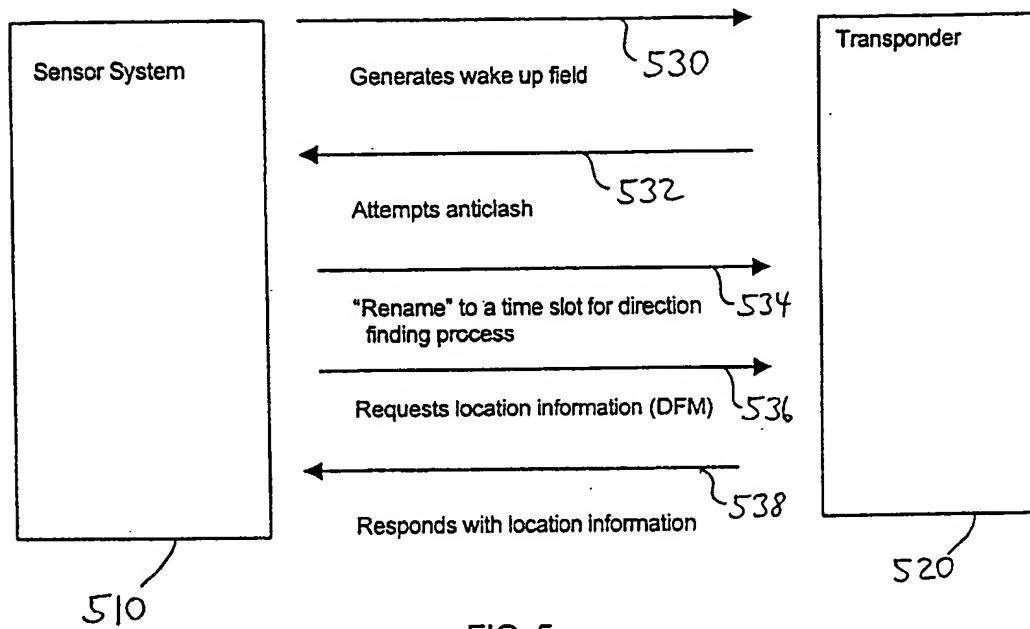 Sensor System
Transponder
530
Generates wake up field
532
Attempts anticlash
534
"Rename" to a time slot for direction
finding process
536
Requests location information (DFM)
538
Responds with location information
510
520